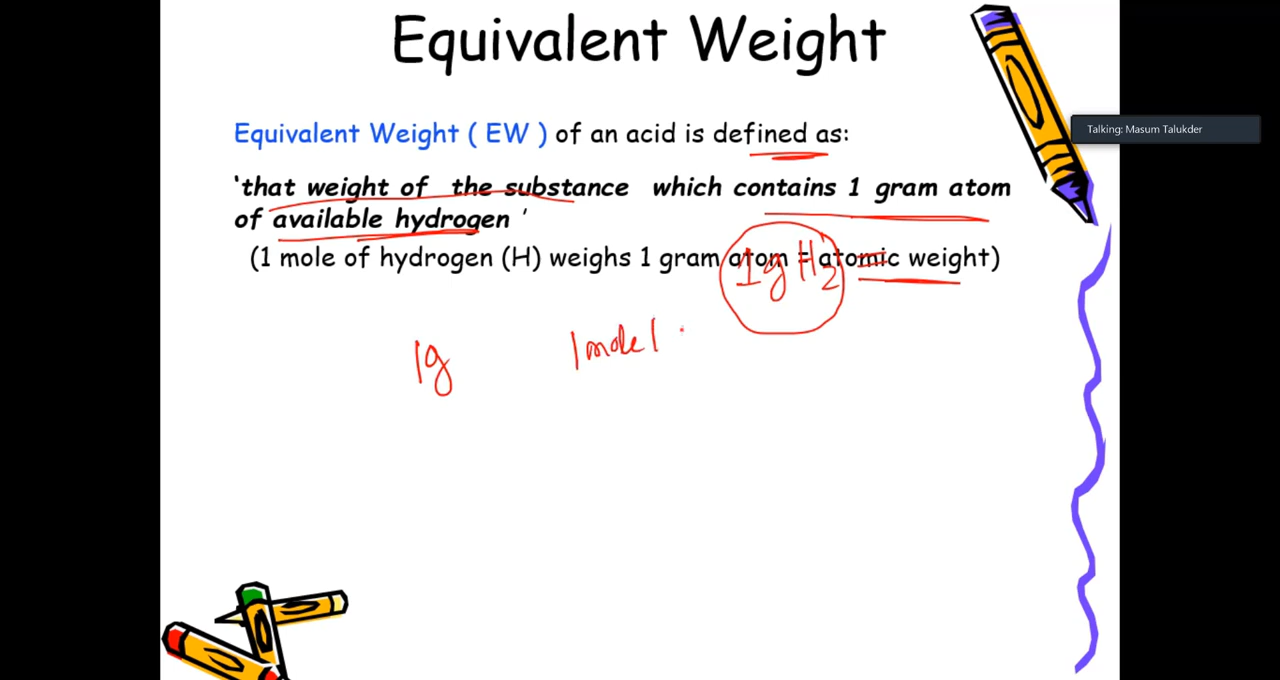 Equivalent Weight
Equivalent Weight ( EW ) of an acid is defined as:
Talking: Masum Talukder
‘that weight of the substance which contains 1 gram atom
of available hydrogen ’
(1 mole of hydrogen (H) weighs 1 gram atom = atomic weight)
1g H2
1g 1mole